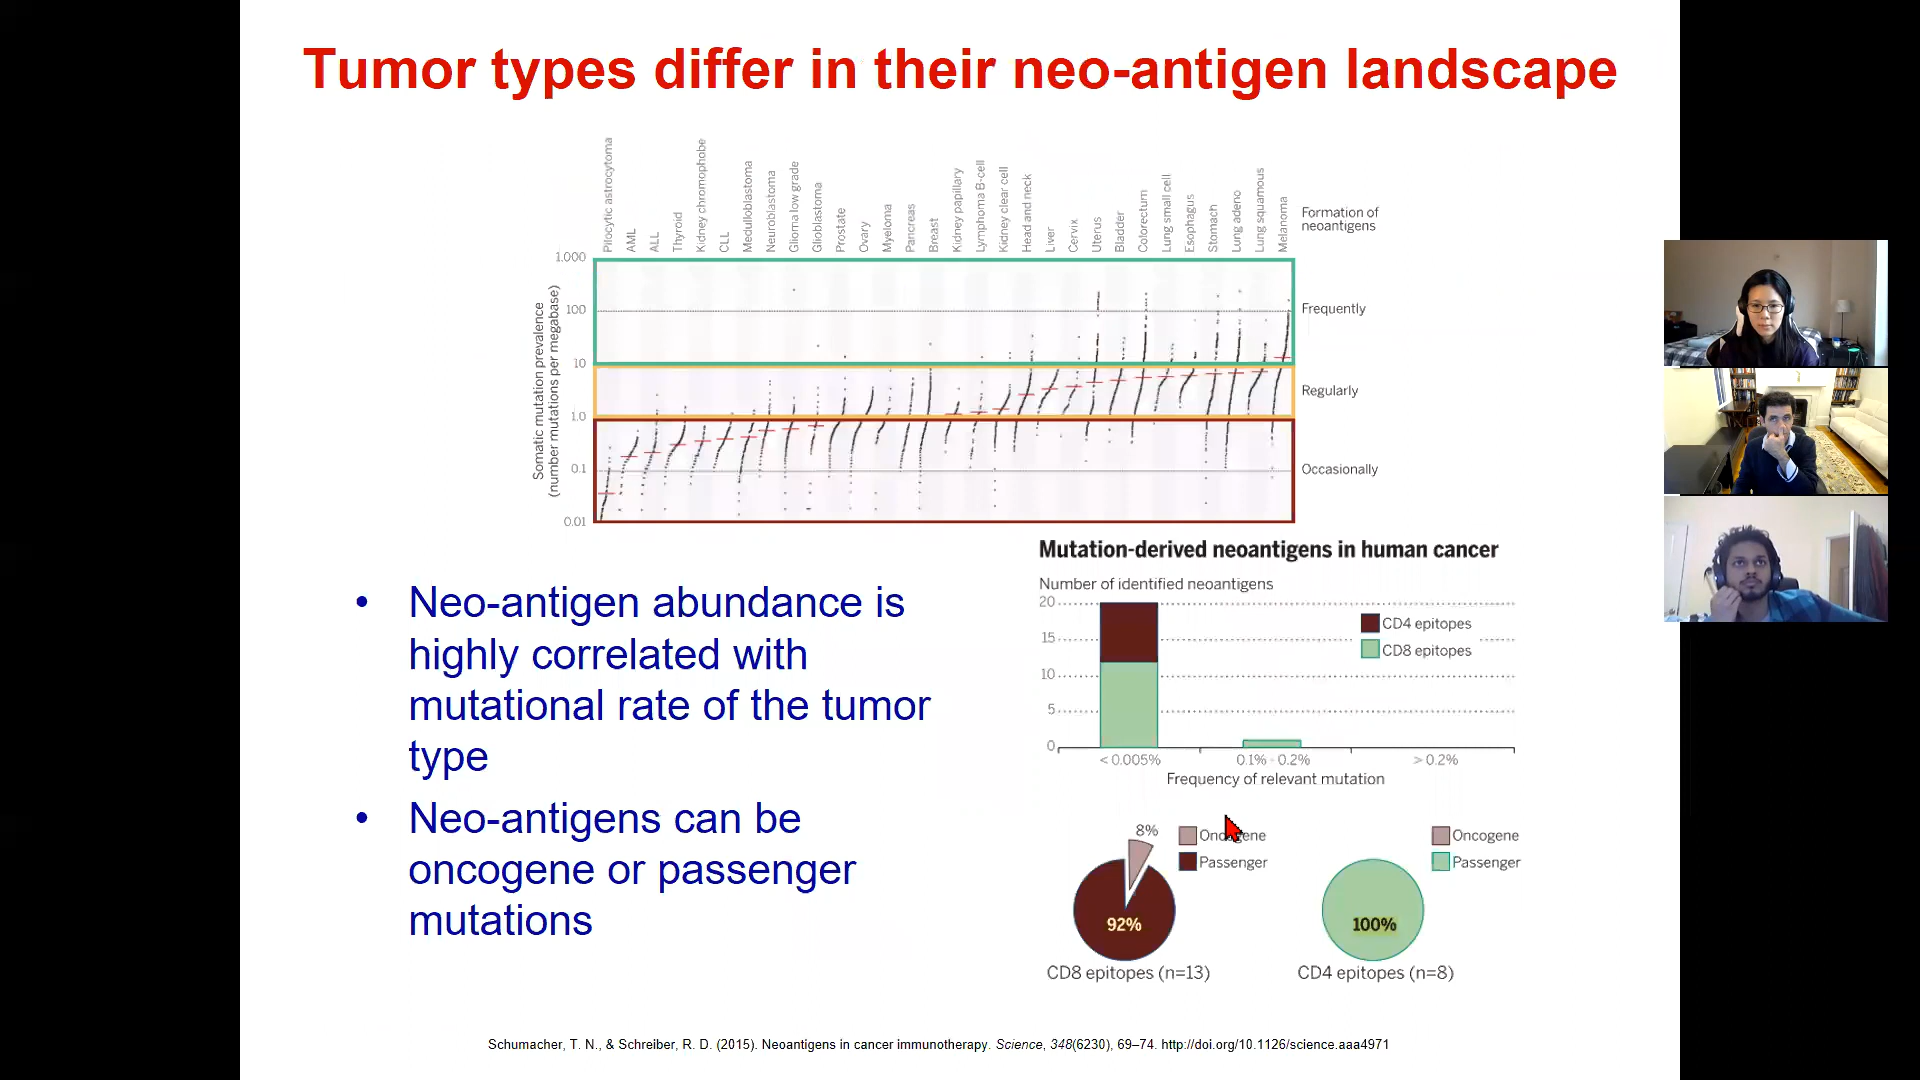 Tumor types differ in their neo-antigen landscape
Pilocytic astrocytoma
AML
ALL
Thyroid
Kidney chromophobe
CLL
Medulloblastoma
Neuroblastoma
Glioma low grade
Glioblastoma
Prostate
Ovary
Myeloma
Pancreas
Breast
Kidney papillary
Lymphoma B-cell
Kidney clear cell
Head and neck
Liver
Cervix
Uterus
Bladder
Colorectum
Lung small cell
Esophagus
Stomach
Lung adeno
Lung squamous
Melanoma
Formation of
neoantigens
Somatic mutation prevalence
(number mutations per megabase)
1.000
100
10
1.0
0.1
0.01
Frequently
Regularly
Occasionally
• Neo-antigen abundance is
highly correlated with
mutational rate of the tumor
type
• Neo-antigens can be
oncogene or passenger
mutations
Mutation-derived neoantigens in human cancer
Number of identified neoantigens
20
15
10
5
0
CD4 epitopes
CD8 epitopes
< 0.005%
0.1% - 0.2%
> 0.2%
Frequency of relevant mutation
8%
92%
Oncogene
Passenger
CD8 epitopes (n=13)
100%
Oncogene
Passenger
CD4 epitopes (n=8)
Schumacher, T. N., & Schreiber, R. D. (2015). Neoantigens in cancer immunotherapy. Science, 348(6230), 69–74. http://doi.org/10.1126/science.aaa4971